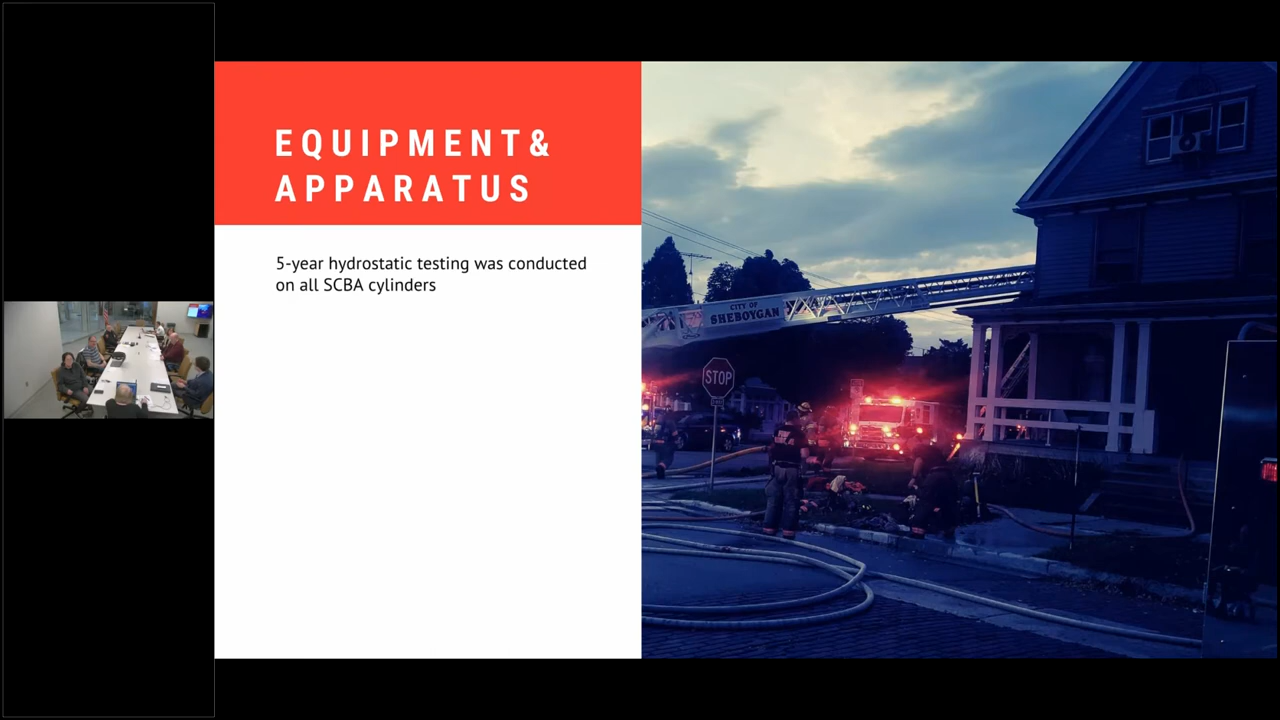 EQUIPMENT&
APPARATUS
5-year hydrostatic testing was conducted
on all SCBA cylinders
CITY OF
SHEBOYGAN
STOP